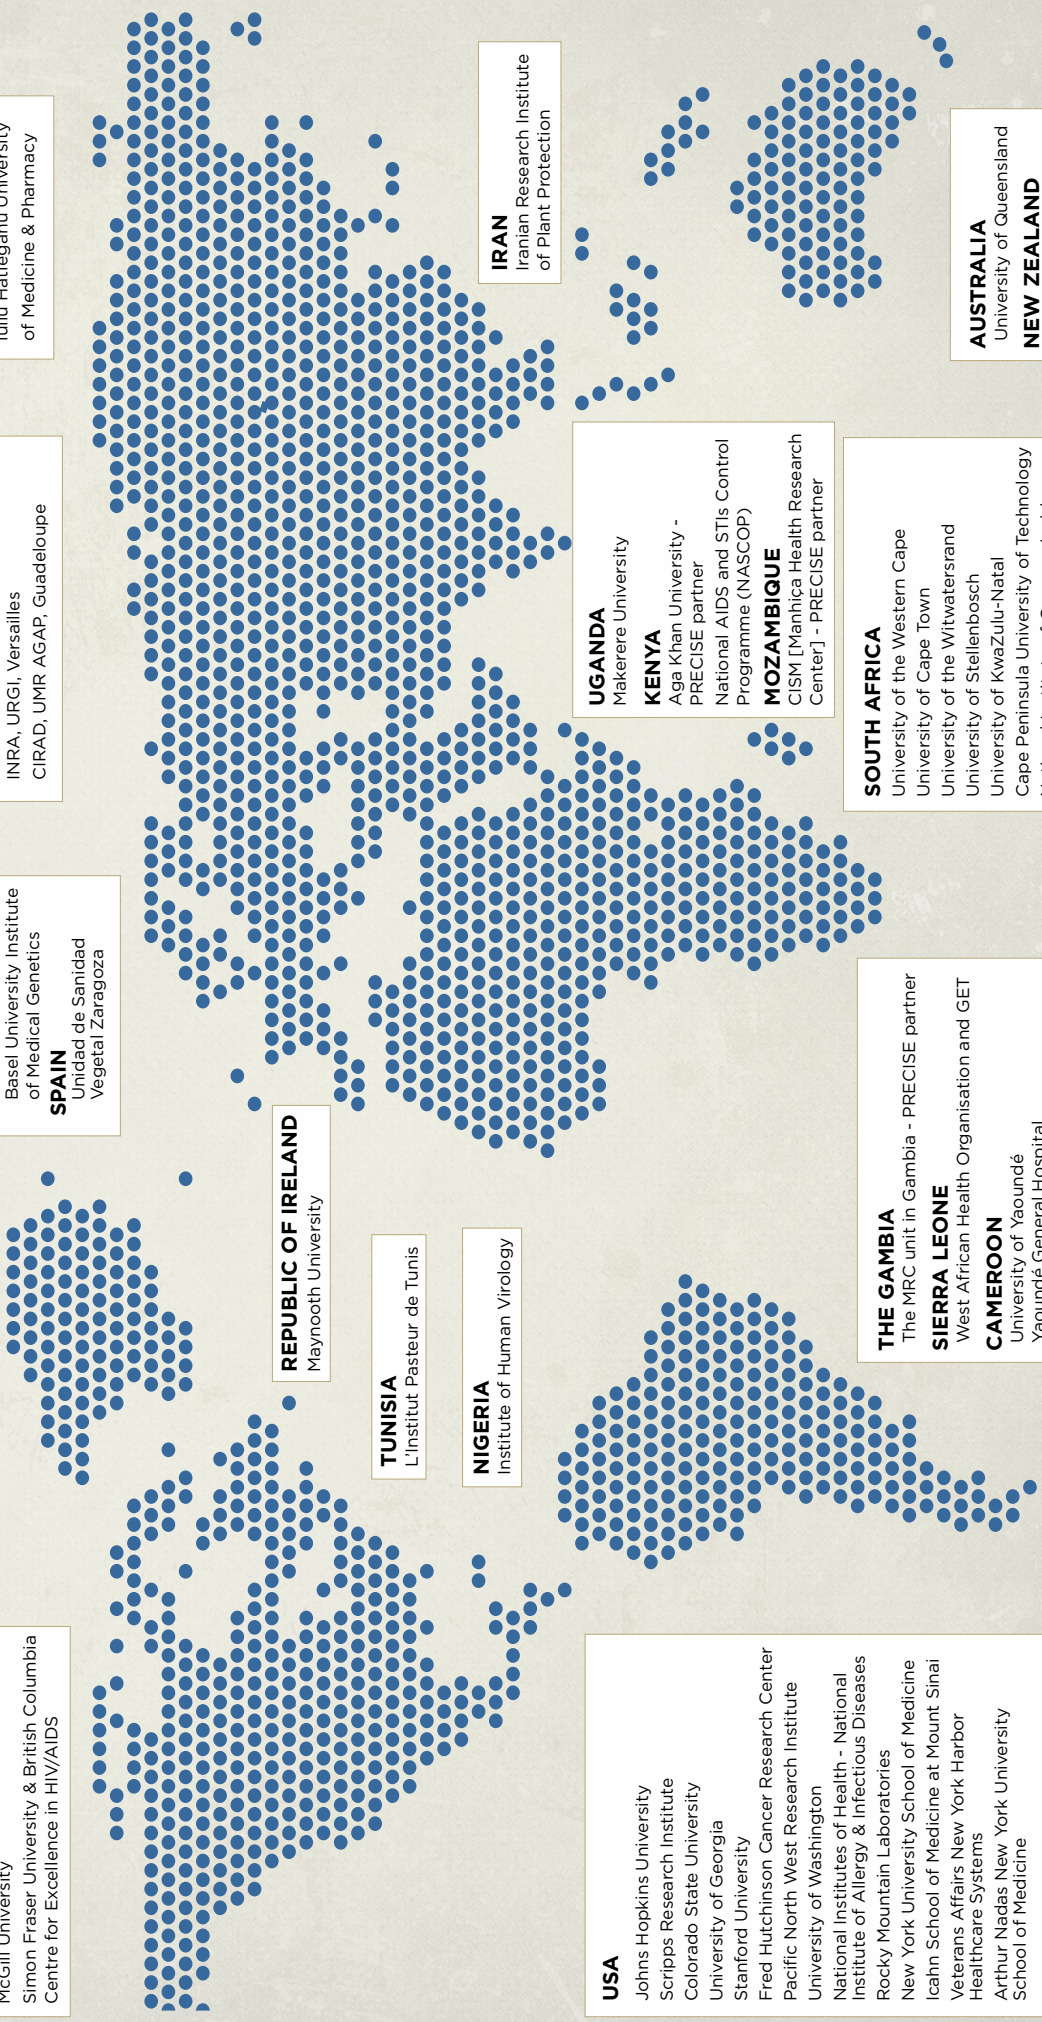 McGill University
Simon Fraser University & British Columbia
Centre for Excellence in HIV/AIDS
Basel University Institute
of Medical Genetics
SPAIN
Unidad de Sanidad
Vegetal Zaragoza
INRA, URGI, Versailles
CIRAD, UMR AGAP, Guadeloupe
Iuliu Hatieganu University
of Medicine & Pharmacy
REPUBLIC OF IRELAND
Maynooth University
TUNISIA
L'Institut Pasteur de Tunis
NIGERIA
Institute of Human Virology
IRAN
Iranian Research Institute
of Plant Protection
USA
Johns Hopkins University
Scripps Research Institute
Colorado State University
University of Georgia
Stanford University
Fred Hutchinson Cancer Research Center
Pacific North West Research Institute
University of Washington
National Institutes of Health - National
Institute of Allergy & Infectious Diseases
Rocky Mountain Laboratories
New York University School of Medicine
Icahn School of Medicine at Mount Sinai
Veterans Affairs New York Harbor
Healthcare Systems
Arthur Nadas New York University
School of Medicine
THE GAMBIA
The MRC unit in Gambia - PRECISE partner
SIERRA LEONE
West African Health Organisation and GET
CAMEROON
University of Yaoundé
Yaoundé General Hospital
UGANDA
Makerere University
KENYA
Aga Khan University -
PRECISE partner
National AIDS and STIs Control
Programme (NASCOP)
MOZAMBIQUE
CISM [Manhiça Health Research
Center] - PRECISE partner
SOUTH AFRICA
University of the Western Cape
University of Cape Town
University of the Witwatersrand
University of Stellenbosch
University of KwaZulu-Natal
Cape Peninsula University of Technology
AUSTRALIA
University of Queensland
NEW ZEALAND